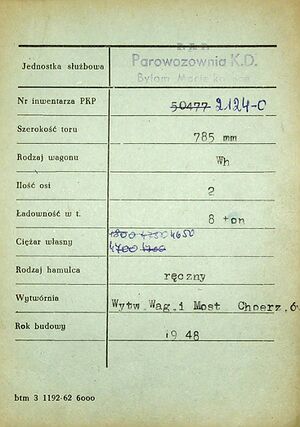 P.K.P.
Jednostka służbowa Parowozownia K.D.
Bytom
Nr inwentarza PKP 50477 2124-0
Szerokość toru 785 mm
Rodzaj wagonu Wh
Ilość osi 2
Ładowność w t. 8 ton
Ciężar własny 4650
4700
Rodzaj hamulca ręczny
Wytwórnia Wytw.Wag.i Most Chorz.
Rok budowy 1948
btm 3 1192-62 6000